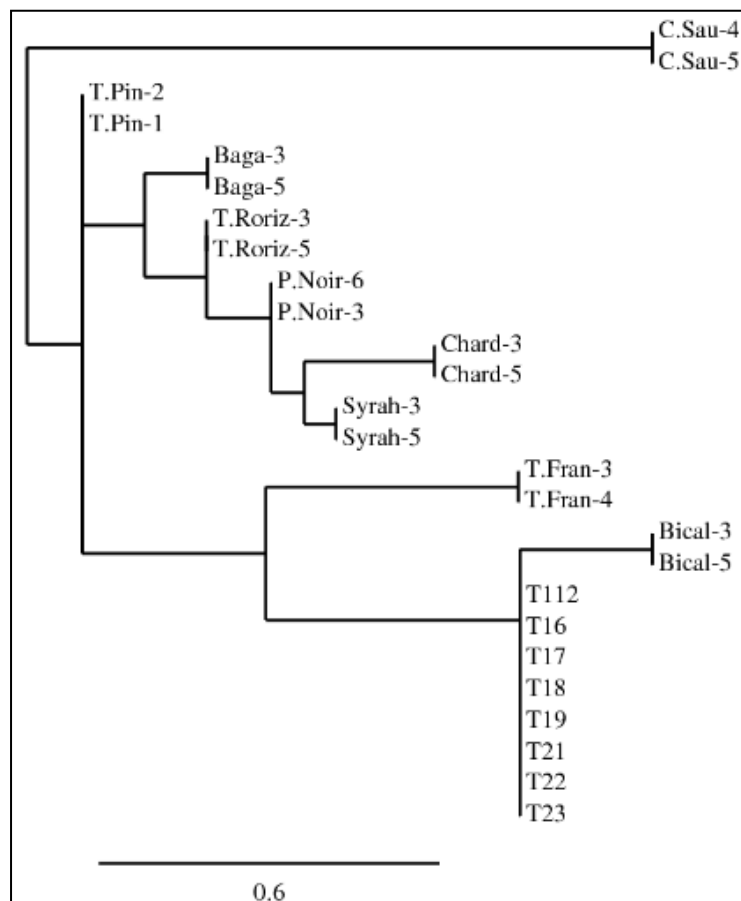 C.Sau-4
C.Sau-5
T.Pin-2
T.Pin-1
Baga-3
Baga-5
T.Roriz-3
T.Roriz-5
P.Noir-6
P.Noir-3
Chard-3
Chard-5
Syrah-3
Syrah-5
T.Fran-3
T.Fran-4
Bical-3
Bical-5
T112
T16
T17
T18
T19
T21
T22
T23
0.6